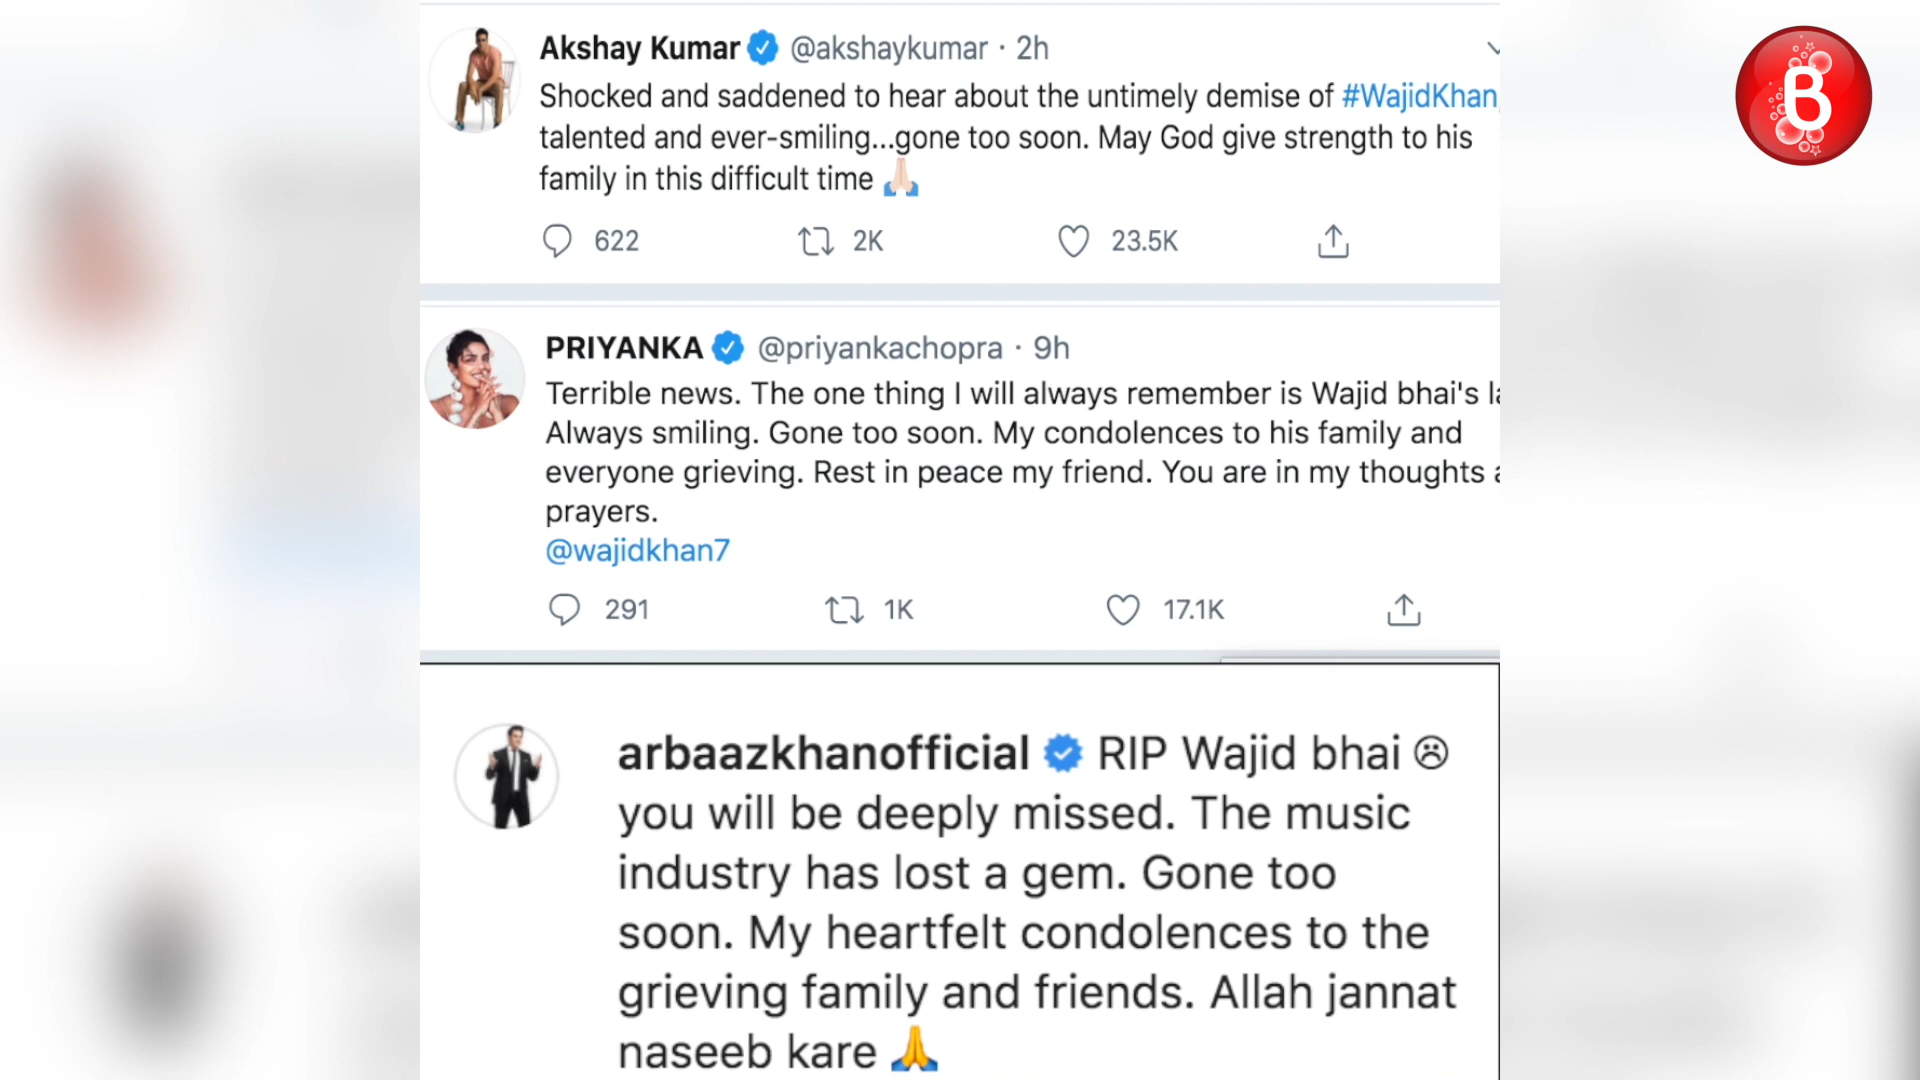 Akshay Kumar @akshaykumar · 2h
Shocked and saddened to hear about the untimely demise of #WajidKhan,
talented and ever-smiling...gone too soon. May God give strength to his
family in this difficult time 🙏🏻
622 2K 23.5K
PRIYANKA @priyankachopra · 9h
Terrible news. The one thing I will always remember is Wajid bhai's
Always smiling. Gone too soon. My condolences to his family and
everyone grieving. Rest in peace my friend. You are in my thoughts
prayers.
@wajidkhan7
291 1K 17.1K
arbaazkhanofficial RIP Wajid bhai ☹
you will be deeply missed. The music
industry has lost a gem. Gone too
soon. My heartfelt condolences to the
grieving family and friends. Allah jannat
naseeb kare 🙏
B